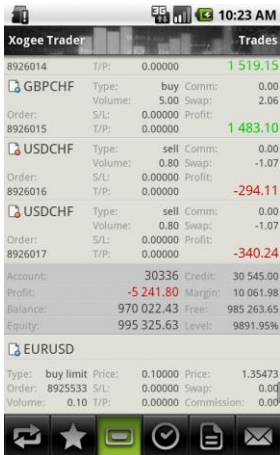 3G 10:23 AM
Xogee Trader Trades
8926014 T/P: 0.00000 1 519.15
GBPCHF Type: buy Comm: 0.00
Volume: 5.00 Swap: 2.06
Order: S/L: 0.00000 Profit:
8926015 T/P: 0.00000 1 483.10
USDCHF Type: sell Comm: 0.00
Volume: 0.80 Swap: -1.07
Order: S/L: 0.00000 Profit:
8926016 T/P: 0.00000 -294.11
USDCHF Type: sell Comm: 0.00
Volume: 0.80 Swap: -1.07
Order: S/L: 0.00000 Profit:
8926017 T/P: 0.00000 -340.24
Account: 30336 Credit: 30 545.00
Profit: -5 241.80 Margin: 10 061.98
Balance: 970 022.43 Free: 985 263.65
Equity: 995 325.63 Level: 9891.95%
EURUSD
Type: buy limit Price: 0.10000 Price: 1.35473
Order: 8925533 S/L: 0.00000 Swap: 0.00
Volume: 0.10 T/P: 0.00000 Commission: 0.00